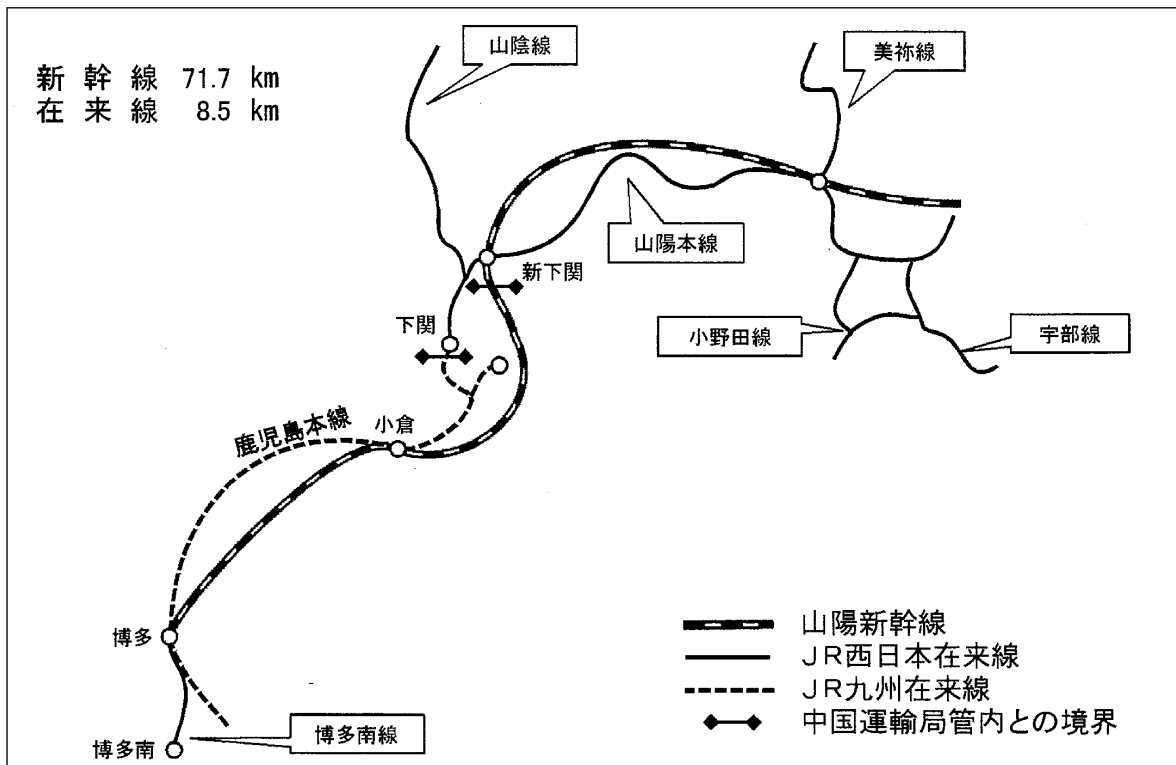 新幹線 71.7 km
在来線 8.5 km
山陰線
美祢線
山陽本線
新下関
下関
小野田線
宇部線
小倉
鹿児島本線
博多
博多南
博多南線
山陽新幹線
JR西日本在来線
JR九州在来線
中国運輸局管内との境界